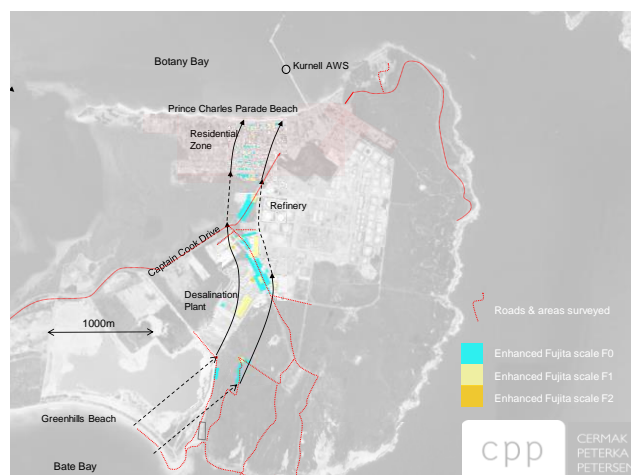 Botany Bay
Kurnell AWS
Prince Charles Parade Beach
Residential
Zone
Refinery
Captain Cook Drive
Desalination
Plant
1000m
Roads & areas surveyed
Enhanced Fujita scale F0
Enhanced Fujita scale F1
Enhanced Fujita scale F2
Greenhills Beach
Bate Bay
cpp
CERMAK
PETERKA
PETERSEN